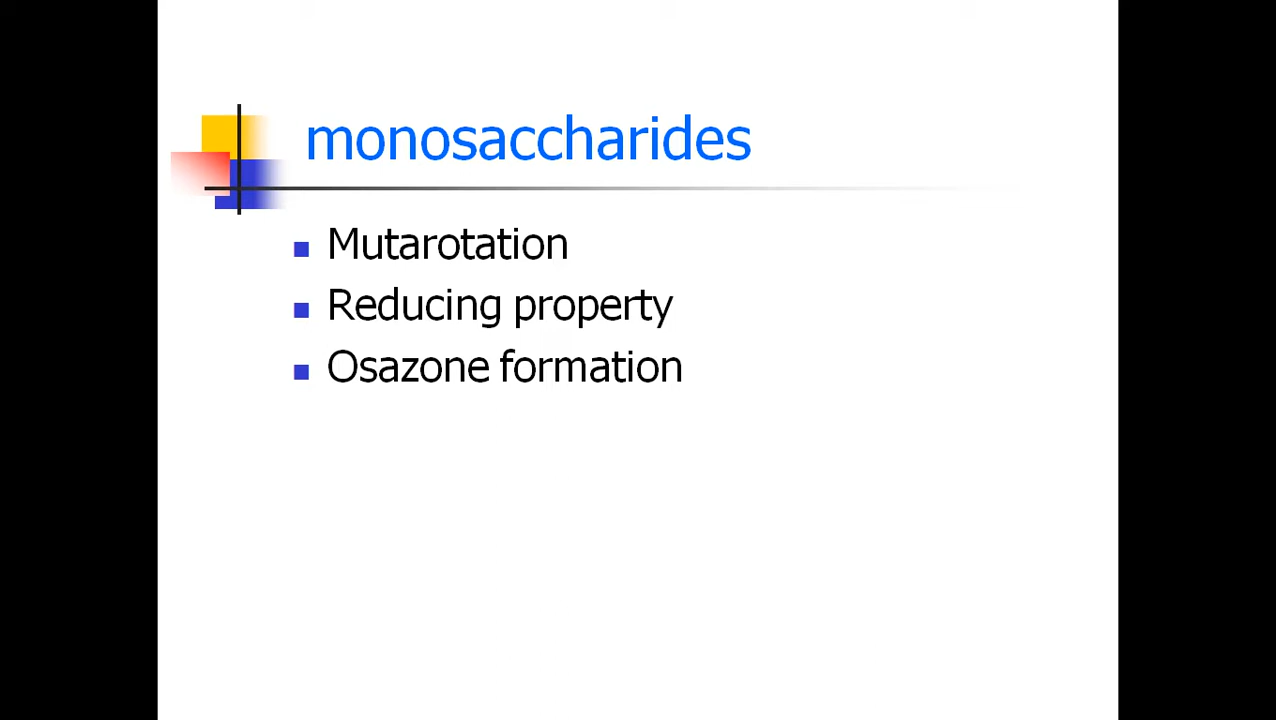 monosaccharides
Mutarotation
Reducing property
Osazone formation